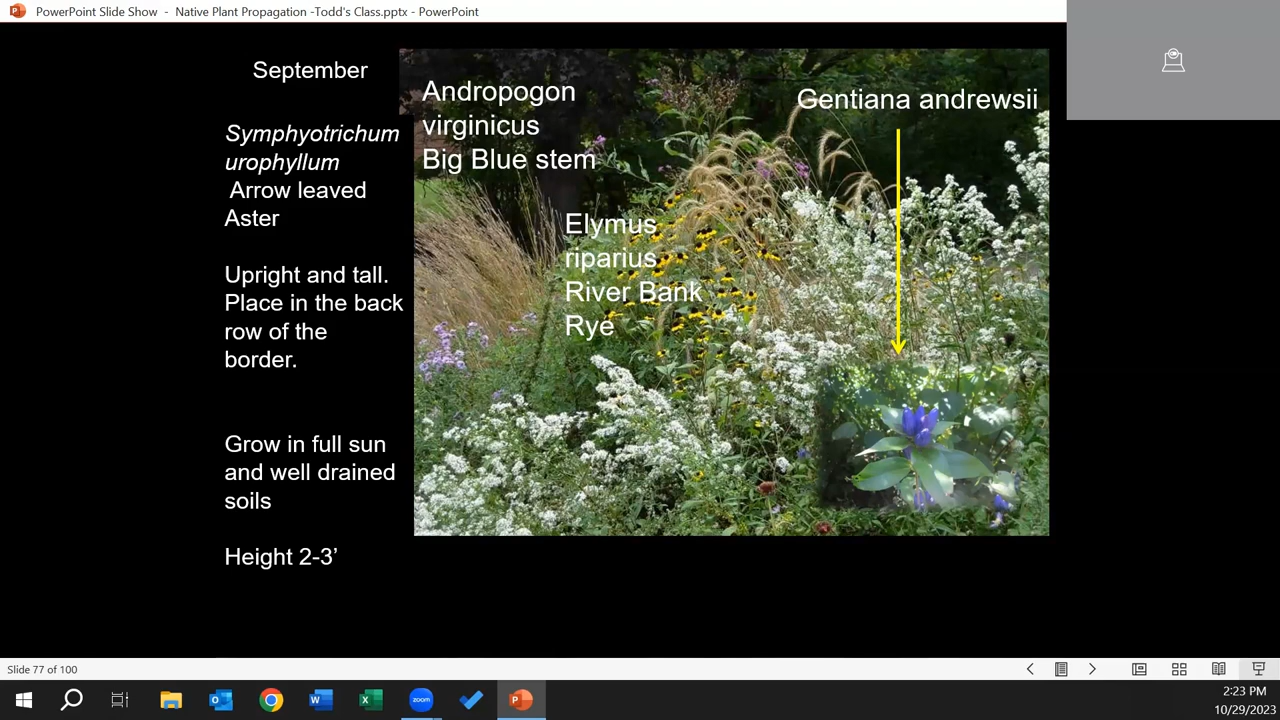 PowerPoint Slide Show - Native Plant Propagation -Todd's Class.pptx - PowerPoint
September
Symphyotrichum
urophyllum
Arrow leaved
Aster
Upright and tall.
Place in the back
row of the
border.
Grow in full sun
and well drained
soils
Height 2-3’
Andropogon
virginicus
Big Blue stem
Elymus
riparius
River Bank
Rye
Gentiana andrewsii
Slide 77 of 100
zoom
2:23 PM
10/29/2023